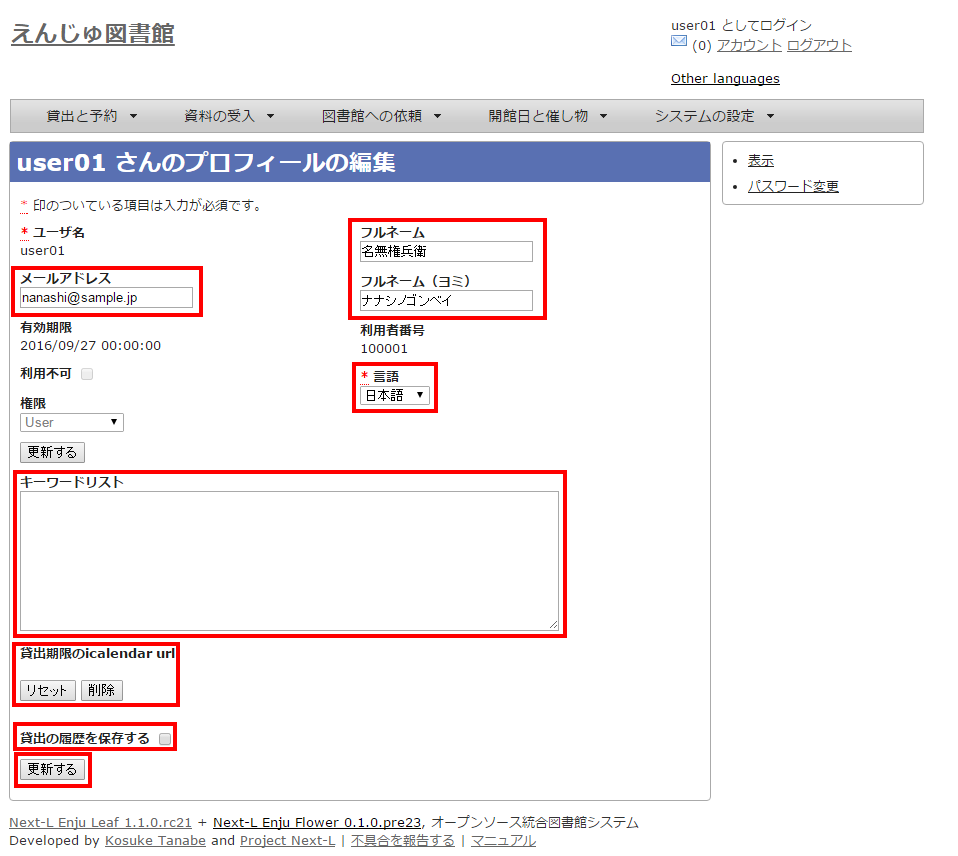 えんじゅ図書館
user01 としてログイン
(0) アカウント ログアウト
Other languages
貸出と予約 ▼ 資料の受入 ▼ 図書館への依頼 ▼ 開館日と催し物 ▼ システムの設定 ▼
user01 さんのプロフィールの編集
• 表示
• パスワード変更
* 印のついている項目は入力が必須です。
* ユーザ名
user01
メールアドレス
nanashi@sample.jp
有効期限
2016/09/27 00:00:00
利用不可
権限
User ▼
更新する
フルネーム
名無権兵衛
フルネーム（ヨミ）
ナナシノゴンベイ
利用者番号
100001
* 言語
日本語 ▼
キーワードリスト
貸出期限のicalendar url
リセット 削除
貸出の履歴を保存する
更新する
Next-L Enju Leaf 1.1.0.rc21 + Next-L Enju Flower 0.1.0.pre23, オープンソース統合図書館システム
Developed by Kosuke Tanabe and Project Next-L | 不具合を報告する | マニュアル